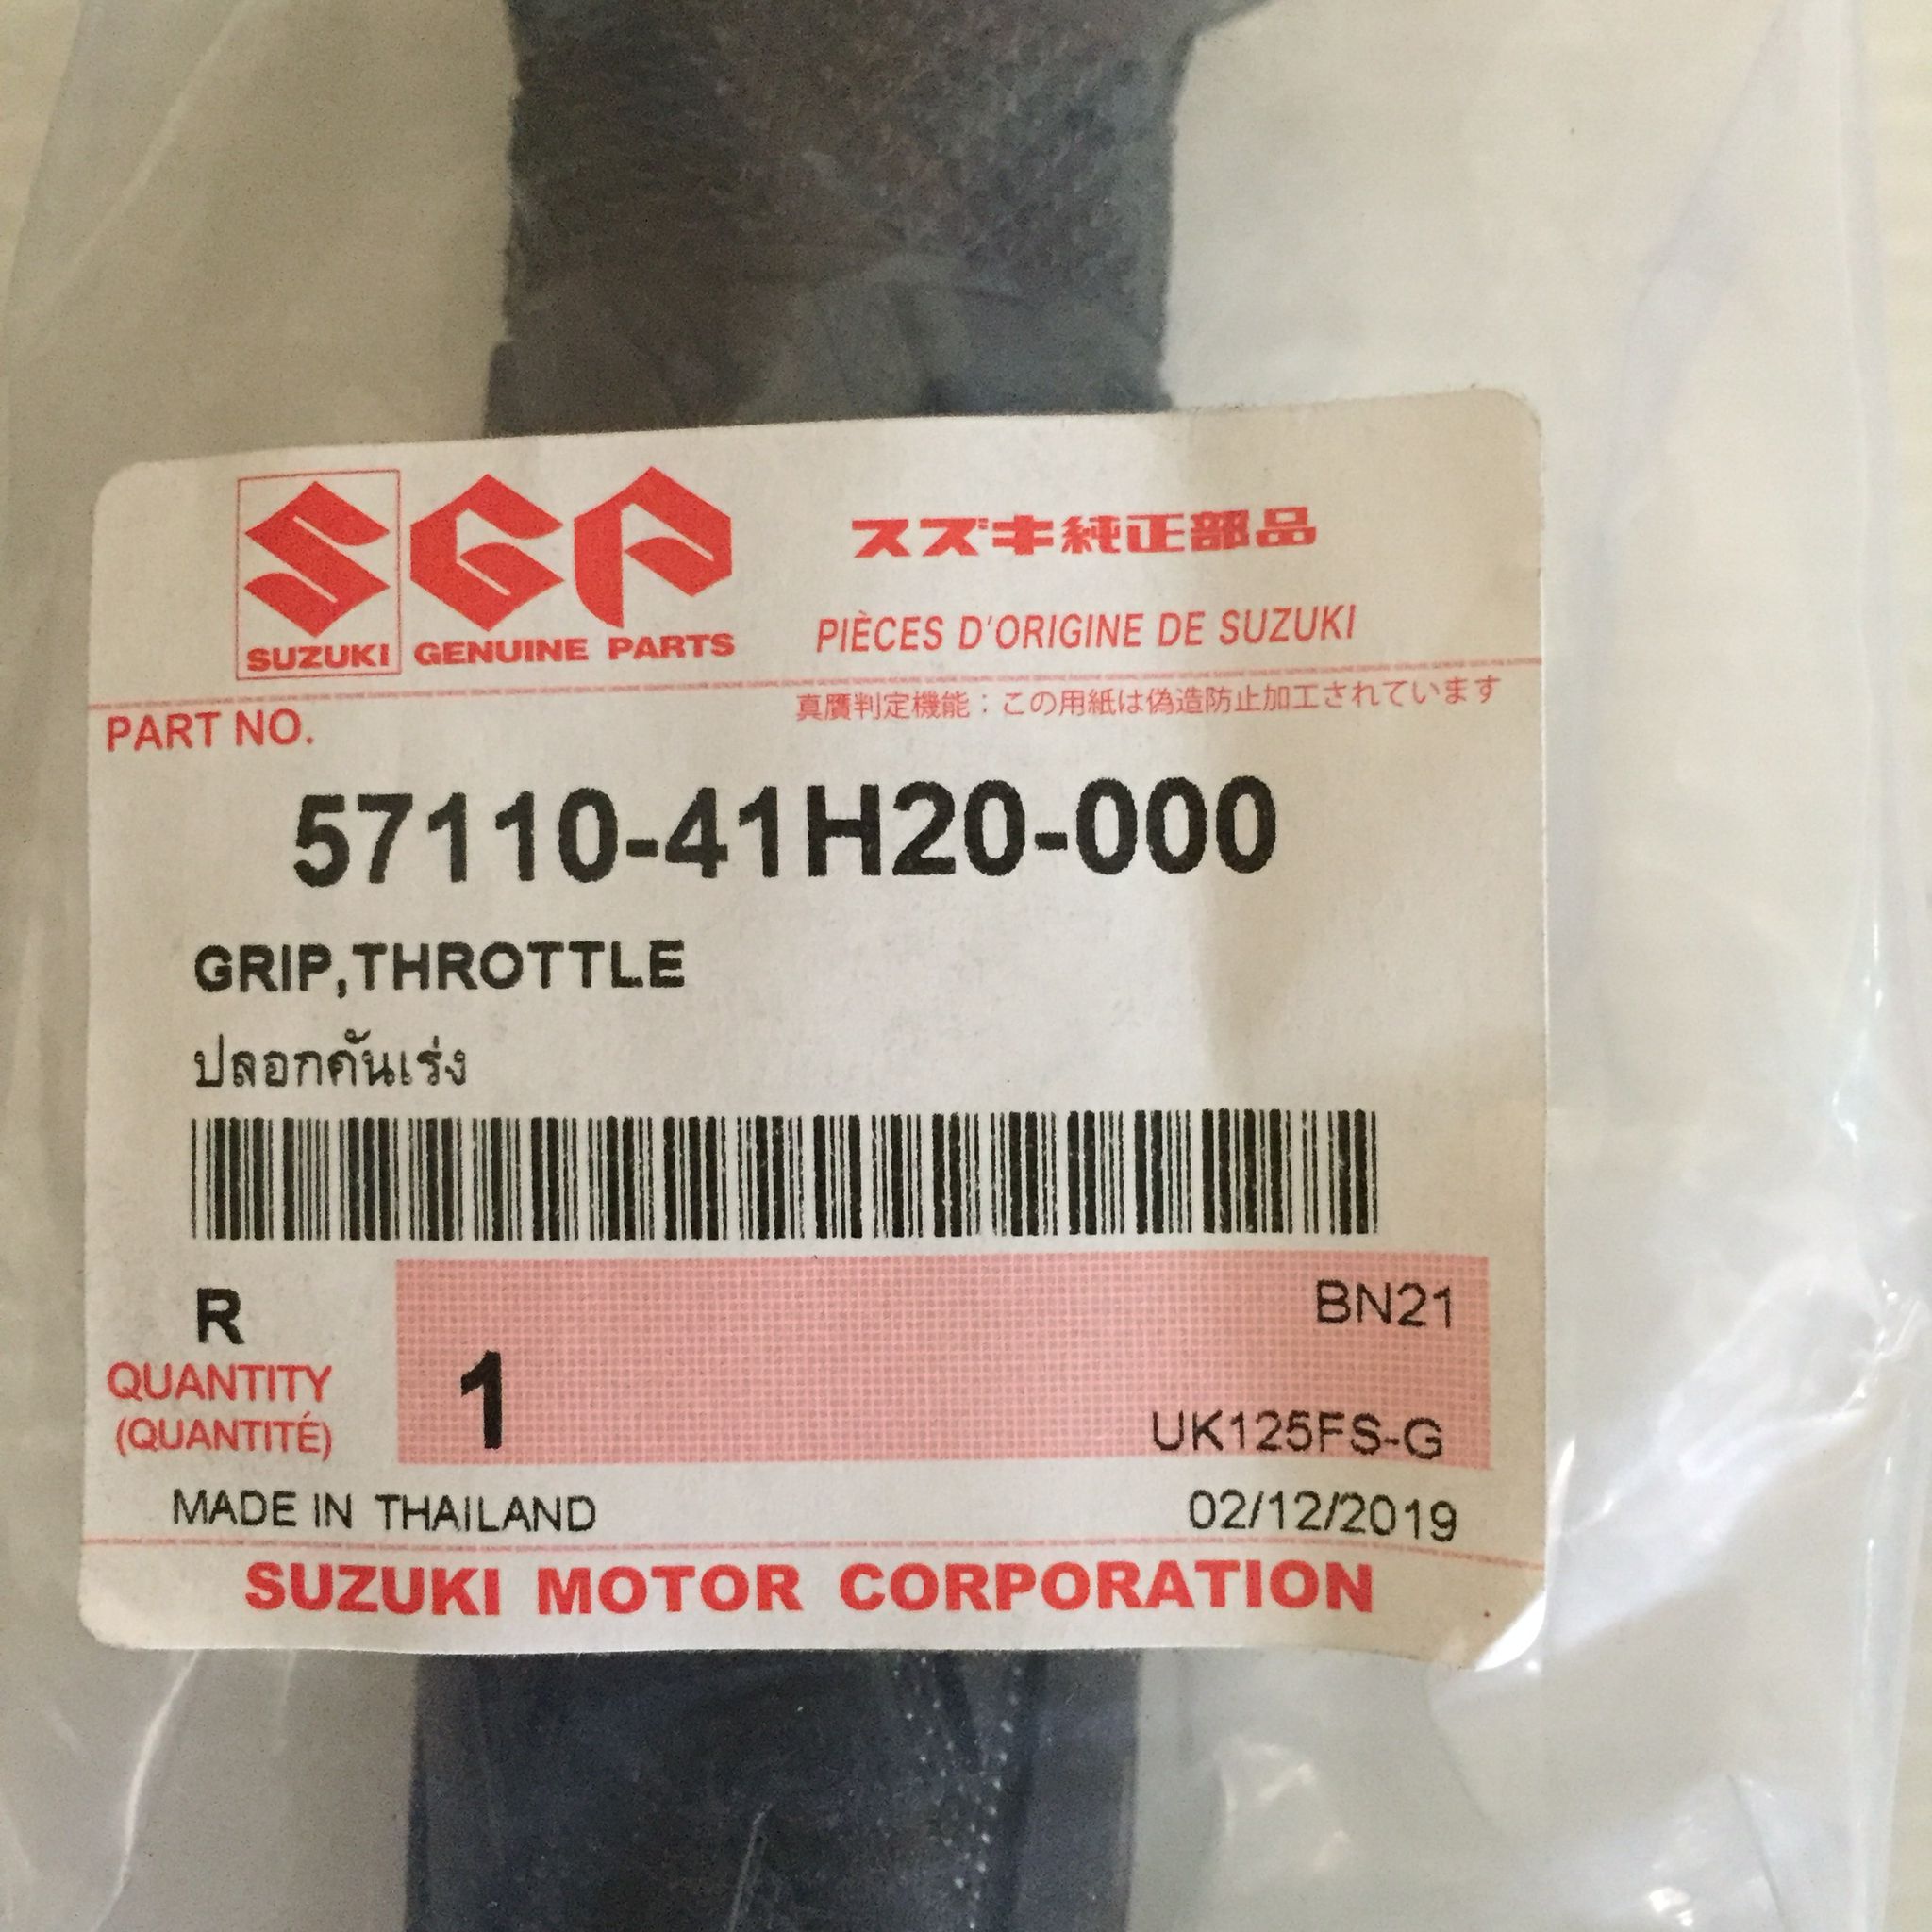 SGP
スズキ純正部品
SUZUKI GENUINE PARTS
PIÈCES D'ORIGINE DE SUZUKI
PART NO.
真贋判定機能：この用紙は偽造防止加工されています
57110-41H20-000
GRIP,THROTTLE
ปลอกคันเร่ง
R
BN21
QUANTITY
(QUANTITÉ)
1
UK125FS-G
MADE IN THAILAND
02/12/2019
SUZUKI MOTOR CORPORATION